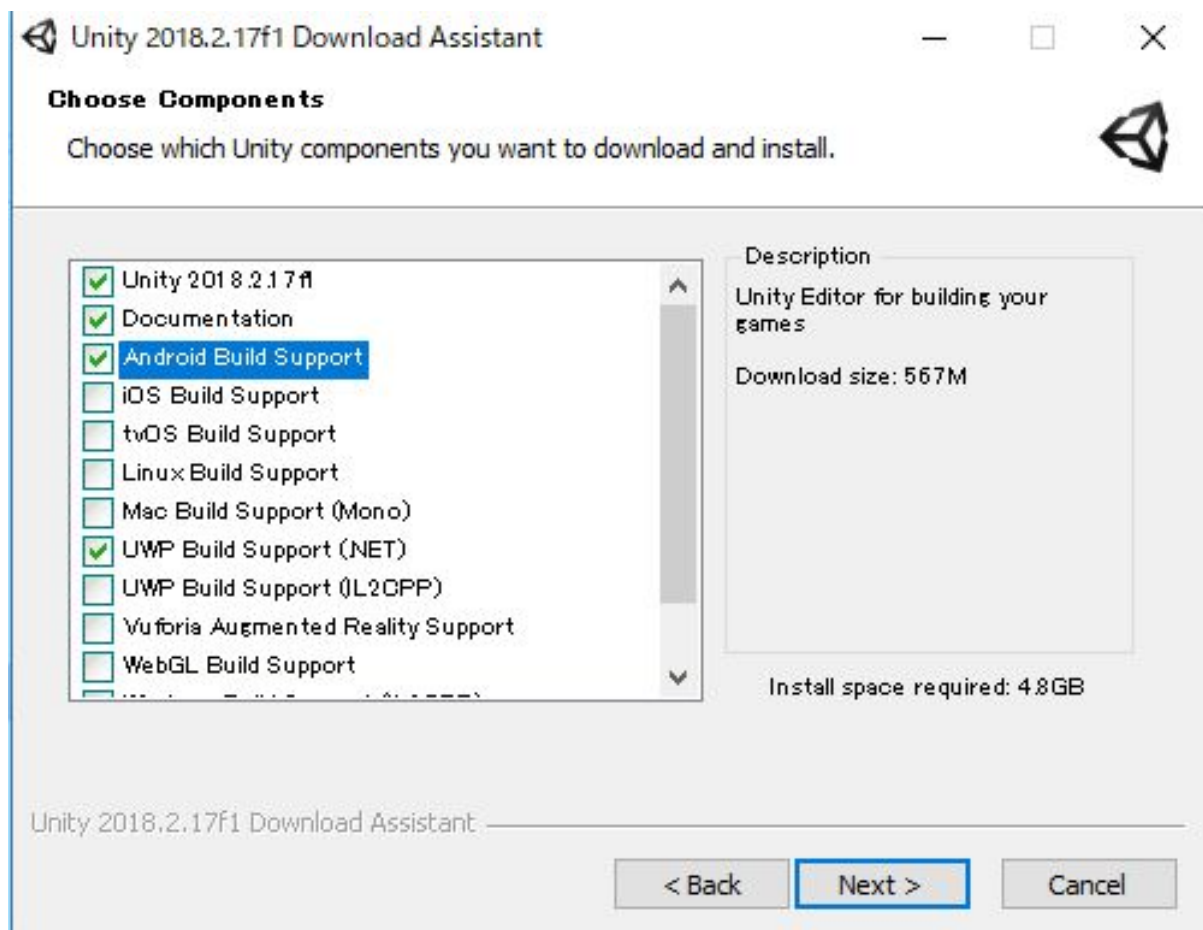 Unity 2018.2.17f1 Download Assistant
Choose Components
Choose which Unity components you want to download and install.
Unity 2018.2.17f1
Documentation
Android Build Support
iOS Build Support
tvOS Build Support
Linux Build Support
Mac Build Support (Mono)
UWP Build Support (.NET)
UWP Build Support (IL2CPP)
Vuforia Augmented Reality Support
WebGL Build Support
Description
Unity Editor for building your
games
Download size: 567M
Install space required: 4.8GB
Unity 2018.2.17f1 Download Assistant
< Back
Next >
Cancel